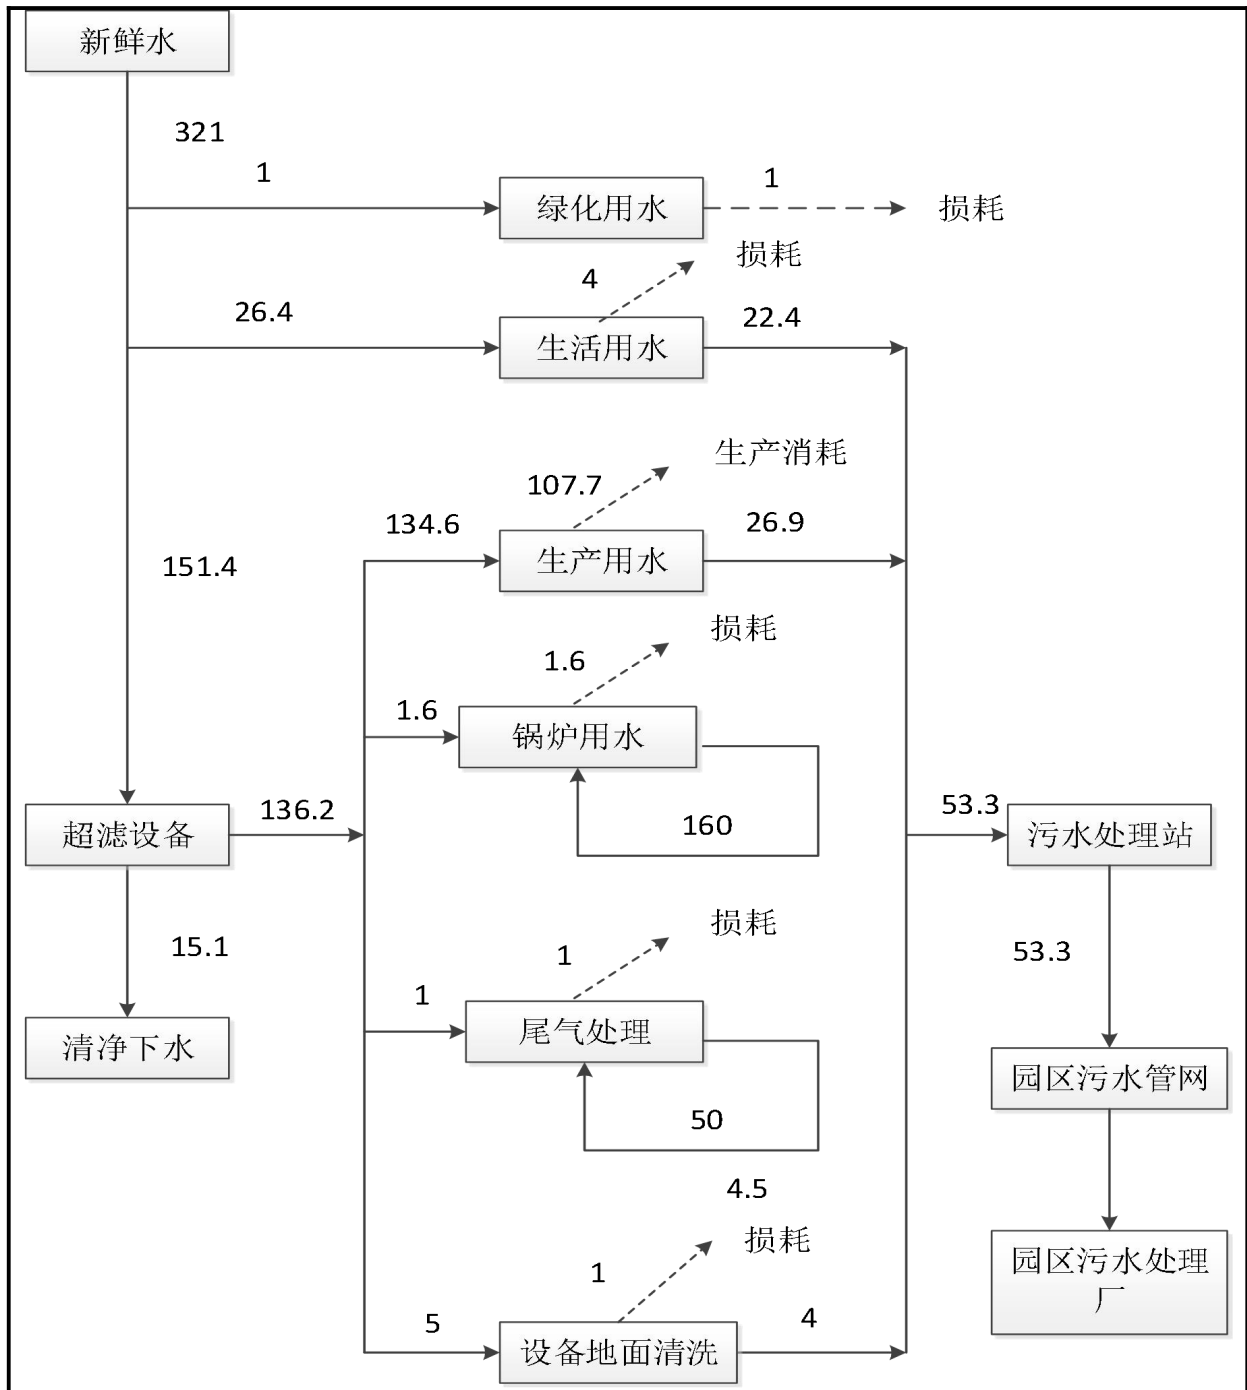 新鲜水
321
1
绿化用水
1
损耗
损耗
4
26.4
生活用水
22.4
生产消耗
107.7
134.6
生产用水
26.9
151.4
损耗
1.6
1.6
锅炉用水
160
超滤设备
136.2
53.3
污水处理站
15.1
损耗
1
53.3
1
尾气处理
清净下水
50
园区污水管网
4.5
损耗
1
园区污水处理
厂
5
设备地面清洗
4